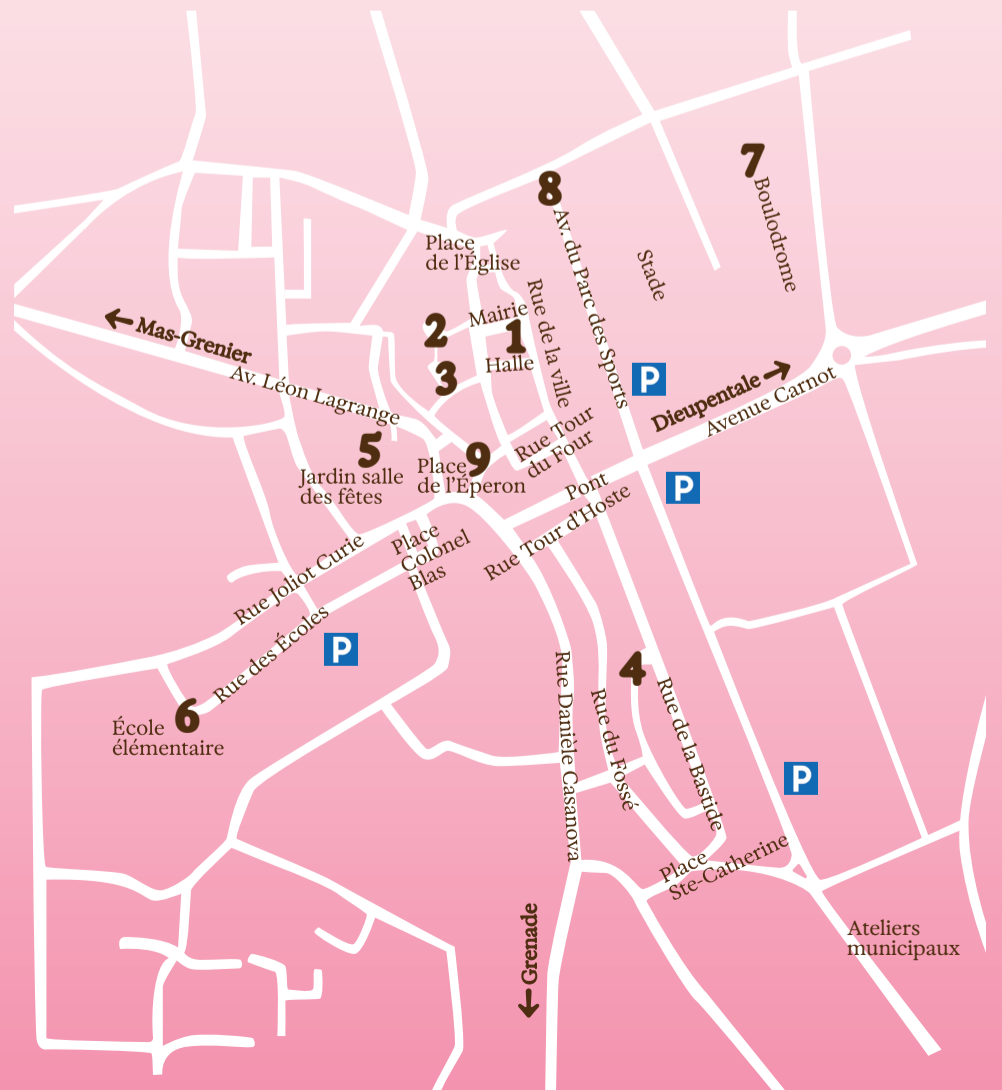 7
Boulodrome
8
Av. du Parc des Sports
Stade
Place
de l'Église
Rue de la ville
Mairie
1
Halle
2
3
← Mas-Grenier
Av. Léon Lagrange
P
Dieupentale →
Avenue Carnot
5
Jardin salle
des fêtes
9
Place
de l'Éperon
Rue Tour
du Four
P
Pont
Rue Tour d'Hoste
Place
Colonel
Blas
Rue Joliot Curie
Rue des Écoles
P
6
École
élémentaire
4
Rue Danièle Casanova
Rue du Fossé
Rue de la Bastide
P
Place
Ste-Catherine
← Grenade
Ateliers
municipaux